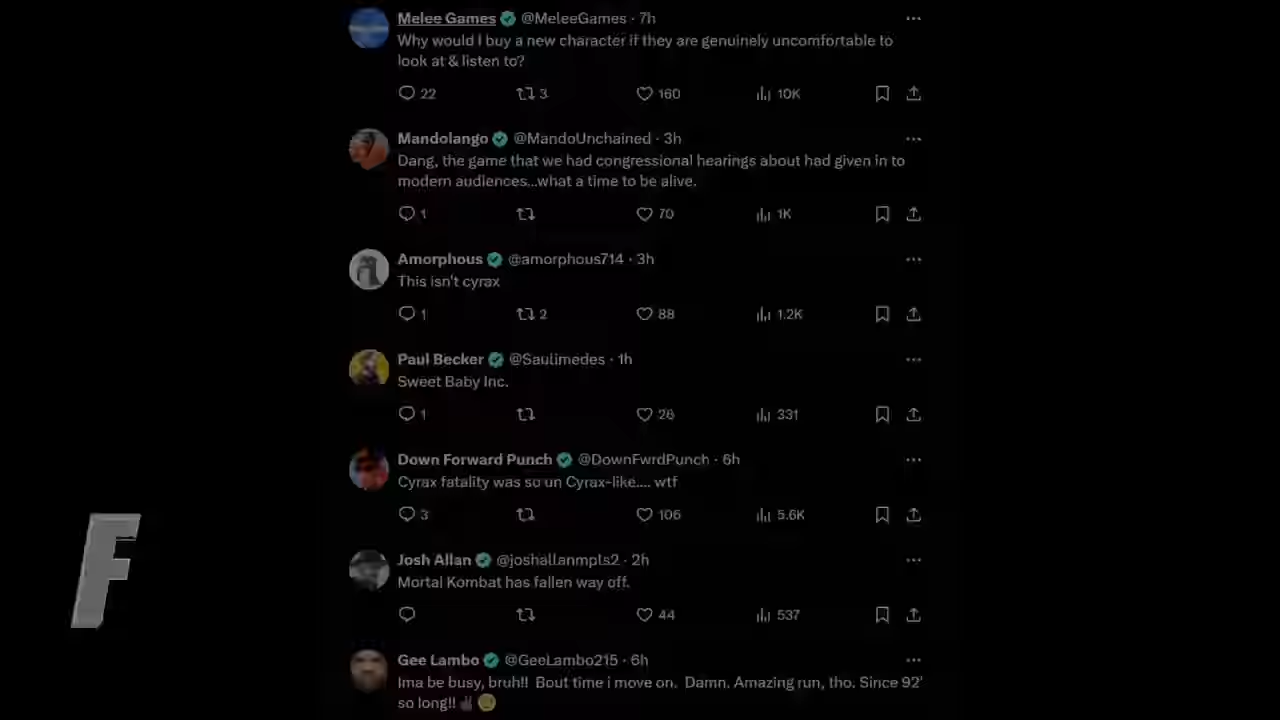 Melee Games @MeleeGames · 7h
Why would I buy a new character if they are genuinely uncomfortable to
look at & listen to?
22 3 160 10K
Mandolango @MandoUnchained · 3h
Dang, the game that we had congressional hearings about had given in to
modern audiences...what a time to be alive.
1 70 1K
Amorphous @amorphous714 · 3h
This isn't cyrax
1 2 88 1.2K
Paul Becker @Saulimedes · 1h
Sweet Baby Inc.
1 26 331
Down Forward Punch @DownFwrdPunch · 6h
Cyrax fatality was so un Cyrax-like.... wtf
3 106 5.6K
F
Josh Allan @joshallanmpls2 · 2h
Mortal Kombat has fallen way off.
44 537
Gee Lambo @GeeLambo215 · 6h
Ima be busy, bruh!! Bout time i move on. Damn. Amazing run, tho. Since 92'
so long!!